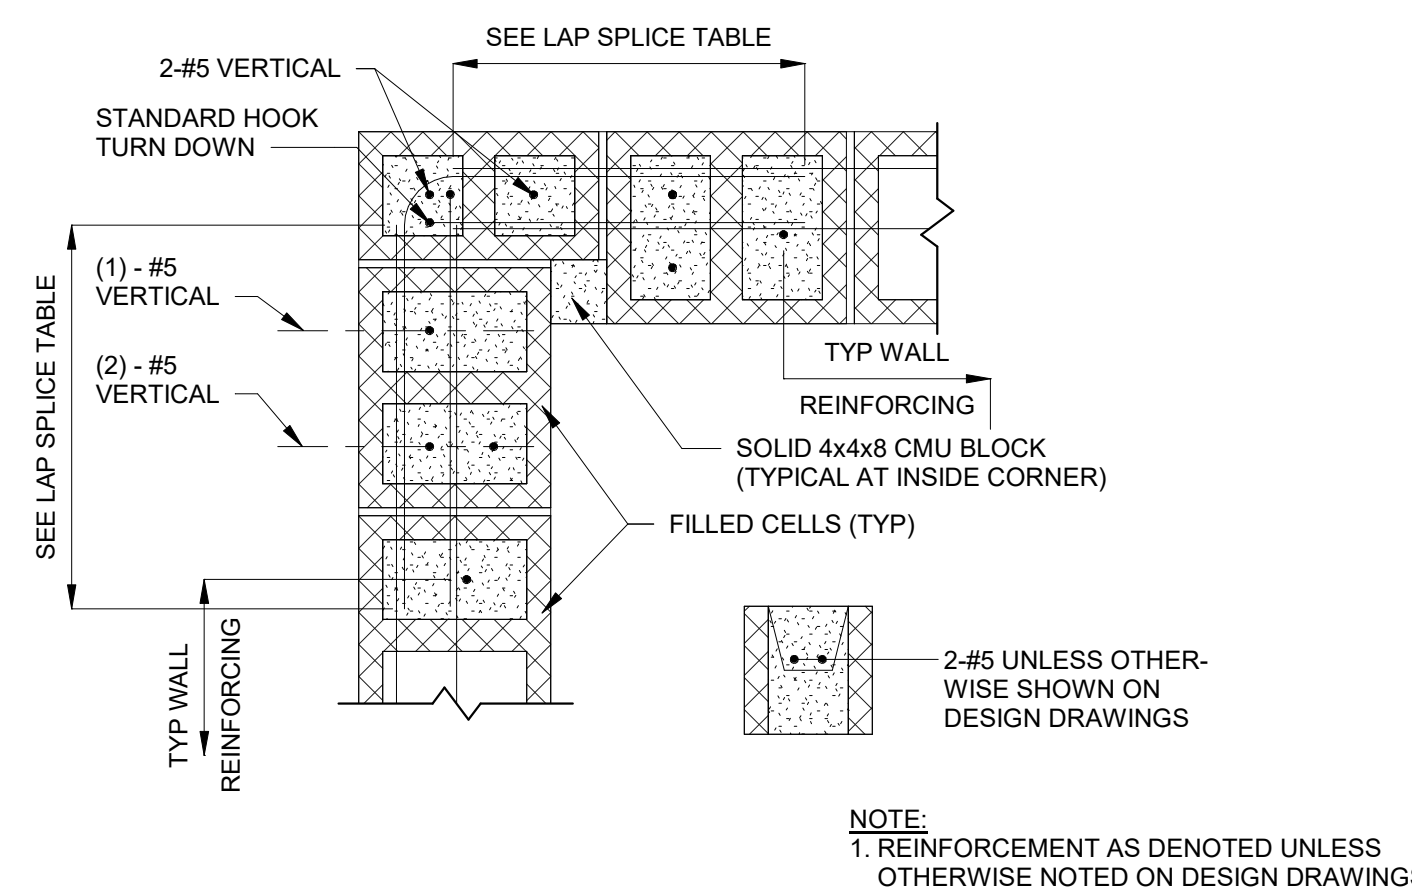 SEE LAP SPLICE TABLE
2-#5 VERTICAL
STANDARD HOOK
TURN DOWN
(1) - #5
VERTICAL
(2) - #5
VERTICAL
SEE LAP SPLICE TABLE
TYP WALL
REINFORCING
SOLID 4x4x8 CMU BLOCK
(TYPICAL AT INSIDE CORNER)
FILLED CELLS (TYP)
TYP WALL
REINFORCING
2-#5 UNLESS OTHER-
WISE SHOWN ON
DESIGN DRAWINGS
NOTE:
1. REINFORCEMENT AS DENOTED UNLESS
OTHERWISE NOTED ON DESIGN DRAWINGS